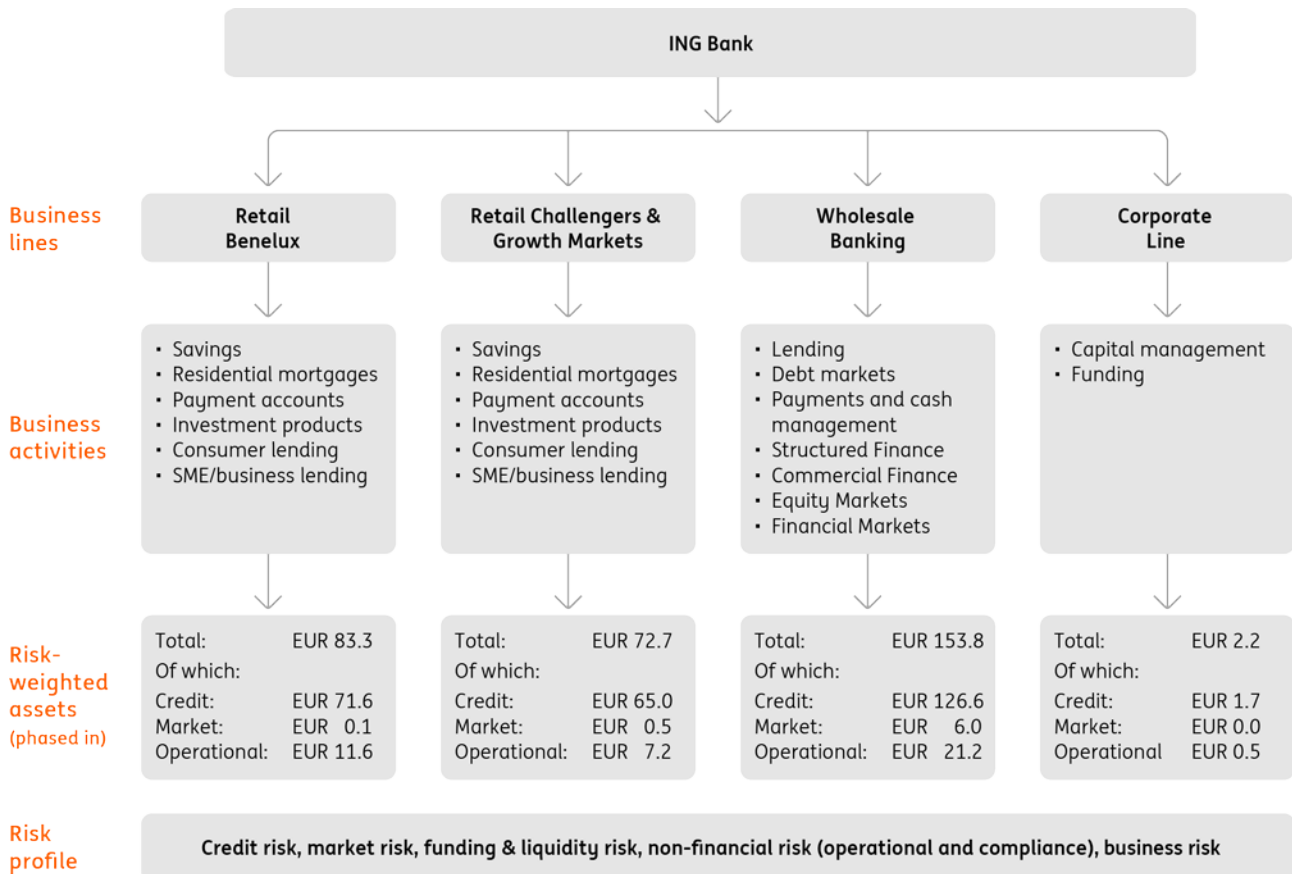 ING Bank
Business
lines
Retail
Benelux
Retail Challengers &
Growth Markets
Wholesale
Banking
Corporate
Line
Business
activities
▪ Savings
▪ Residential mortgages
▪ Payment accounts
▪ Investment products
▪ Consumer lending
▪ SME/business lending
▪ Savings
▪ Residential mortgages
▪ Payment accounts
▪ Investment products
▪ Consumer lending
▪ SME/business lending
▪ Lending
▪ Debt markets
▪ Payments and cash
management
▪ Structured Finance
▪ Commercial Finance
▪ Equity Markets
▪ Financial Markets
▪ Capital management
▪ Funding
Risk-
weighted
assets
(phased in)
Total: EUR 83.3
Of which:
Credit: EUR 71.6
Market: EUR 0.1
Operational: EUR 11.6
Total: EUR 72.7
Of which:
Credit: EUR 65.0
Market: EUR 0.5
Operational: EUR 7.2
Total: EUR 153.8
Of which:
Credit: EUR 126.6
Market: EUR 6.0
Operational: EUR 21.2
Total: EUR 2.2
Of which:
Credit: EUR 1.7
Market: EUR 0.0
Operational EUR 0.5
Risk
profile
Credit risk, market risk, funding & liquidity risk, non-financial risk (operational and compliance), business risk